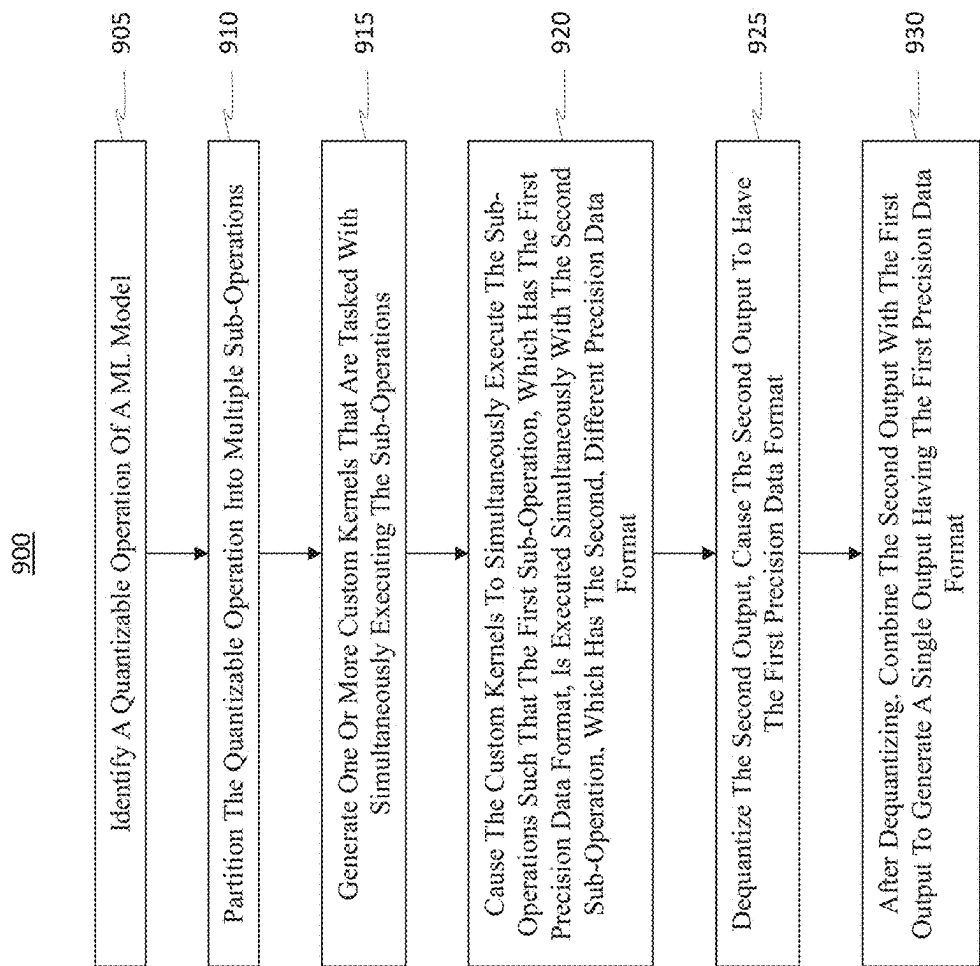 900
Identify A Quantizable Operation Of A ML Model
905
Partition The Quantizable Operation Into Multiple Sub-Operations
910
Generate One Or More Custom Kernels That Are Tasked With
Simultaneously Executing The Sub-Operations
915
Cause The Custom Kernels To Simultaneously Execute The Sub-
Operations Such That The First Sub-Operation, Which Has The First
Precision Data Format, Is Executed Simultaneously With The Second
Sub-Operation, Which Has The Second, Different Precision Data
Format
920
Dequantize The Second Output, Cause The Second Output To Have
The First Precision Data Format
925
After Dequantizing, Combine The Second Output With The First
Output To Generate A Single Output Having The First Precision Data
Format
930